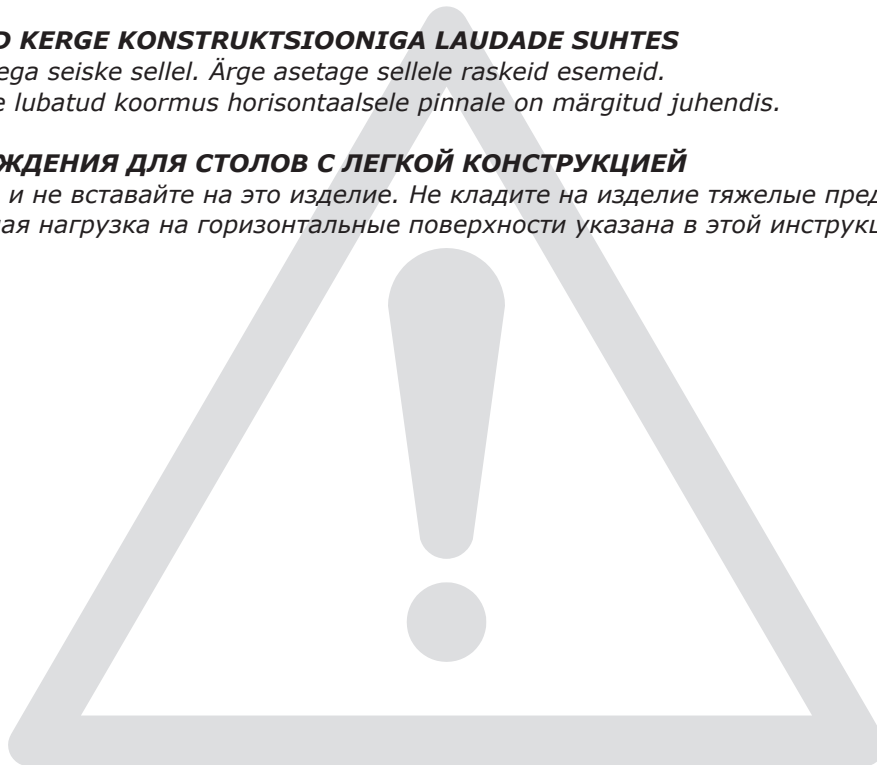 D KERGE KONSTRUKTSIOONIGA LAUDADE SUHTES
ega seiske sellel. Ärge asetage sellele raskeid esemeid.
e lubatud koormus horisontaalsele pinnale on märgitud juhendis.
ЖДЕНИЯ ДЛЯ СТОЛОВ С ЛЕГКОЙ КОНСТРУКЦИЕЙ
и не вставайте на это изделие. Не кладите на изделие тяжелые пред
ая нагрузка на горизонтальные поверхности указана в этой инструкц